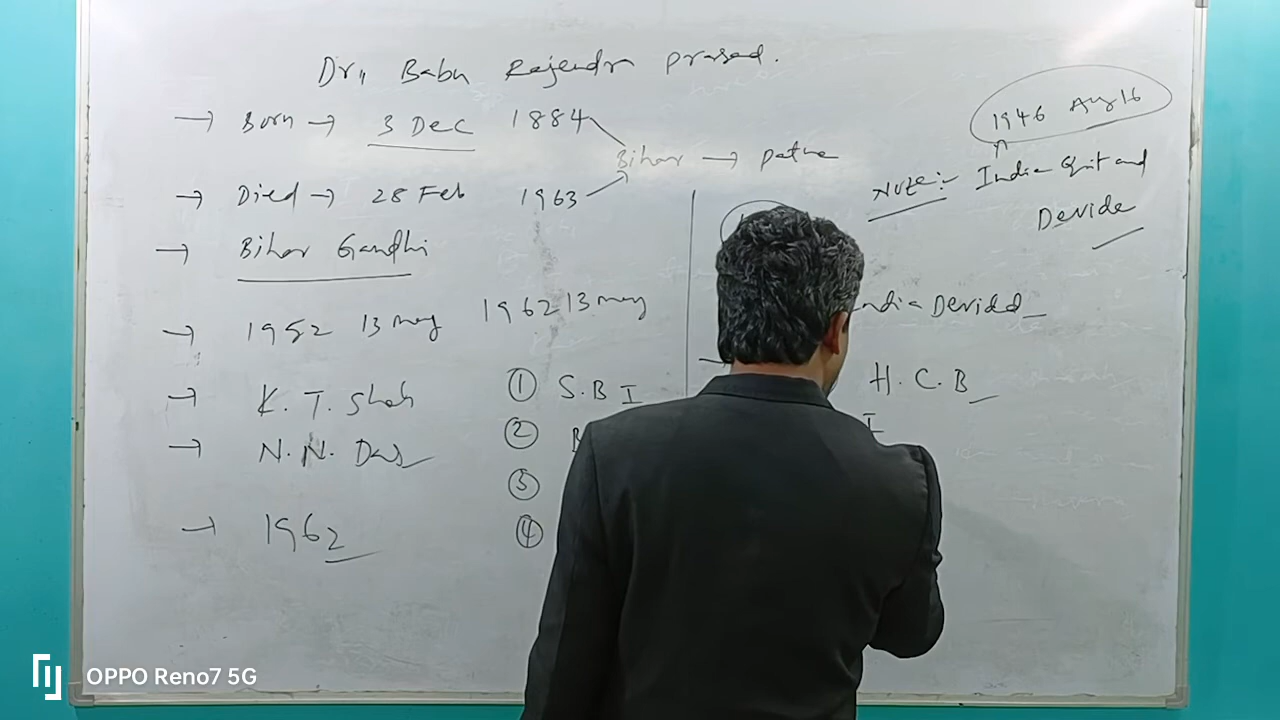 Dr,, Babu Rajendra prasad.
→ Born → 3 Dec 1884
Bihar → patna
→ Died → 28 Feb 1963
→ Bihar Gandhi
→ 1952 13 may 1962 13 may
→ K. T. Shah
→ N. N. Das
→ 1962
① S. B I
② B
③
④
1946 Aug 16
NOTE:- India Quit and
Devide
India Devided
H. C. B
I
OPPO Reno7 5G